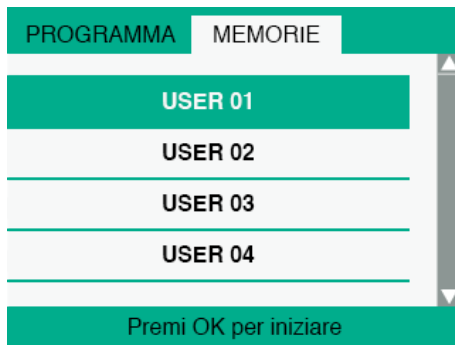 PROGRAMMA MEMORIE
USER 01
USER 02
USER 03
USER 04
Premi OK per iniziare